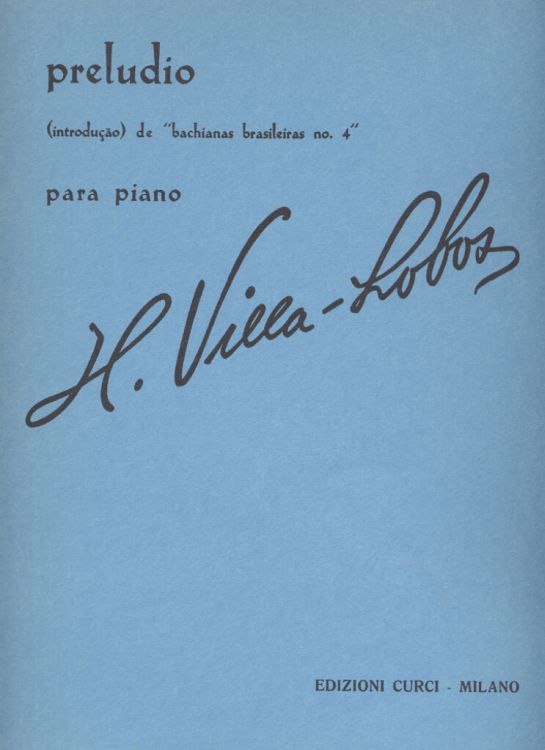 preludio
(introdução) de "bachianas brasileiras no. 4"
para piano
H. Villa-Lobos
EDIZIONI CURCI - MILANO